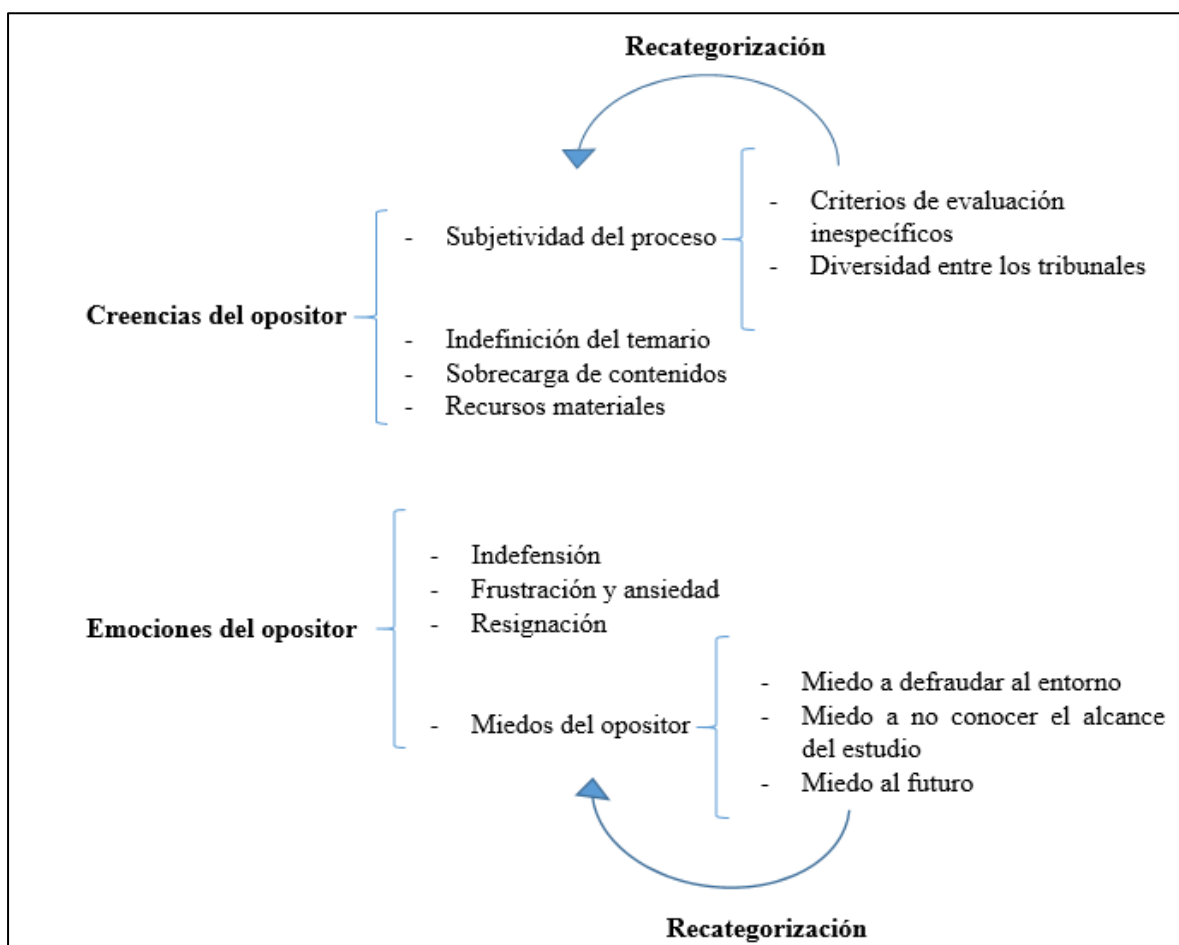 Recategorización
- Criterios de evaluación
inespecíficos
- Diversidad entre los tribunales
- Subjetividad del proceso
Creencias del opositor
- Indefinición del temario
- Sobrecarga de contenidos
- Recursos materiales
- Indefensión
- Frustración y ansiedad
- Resignación
Emociones del opositor
- Miedos del opositor
- Miedo a defraudar al entorno
- Miedo a no conocer el alcance
del estudio
- Miedo al futuro
Recategorización